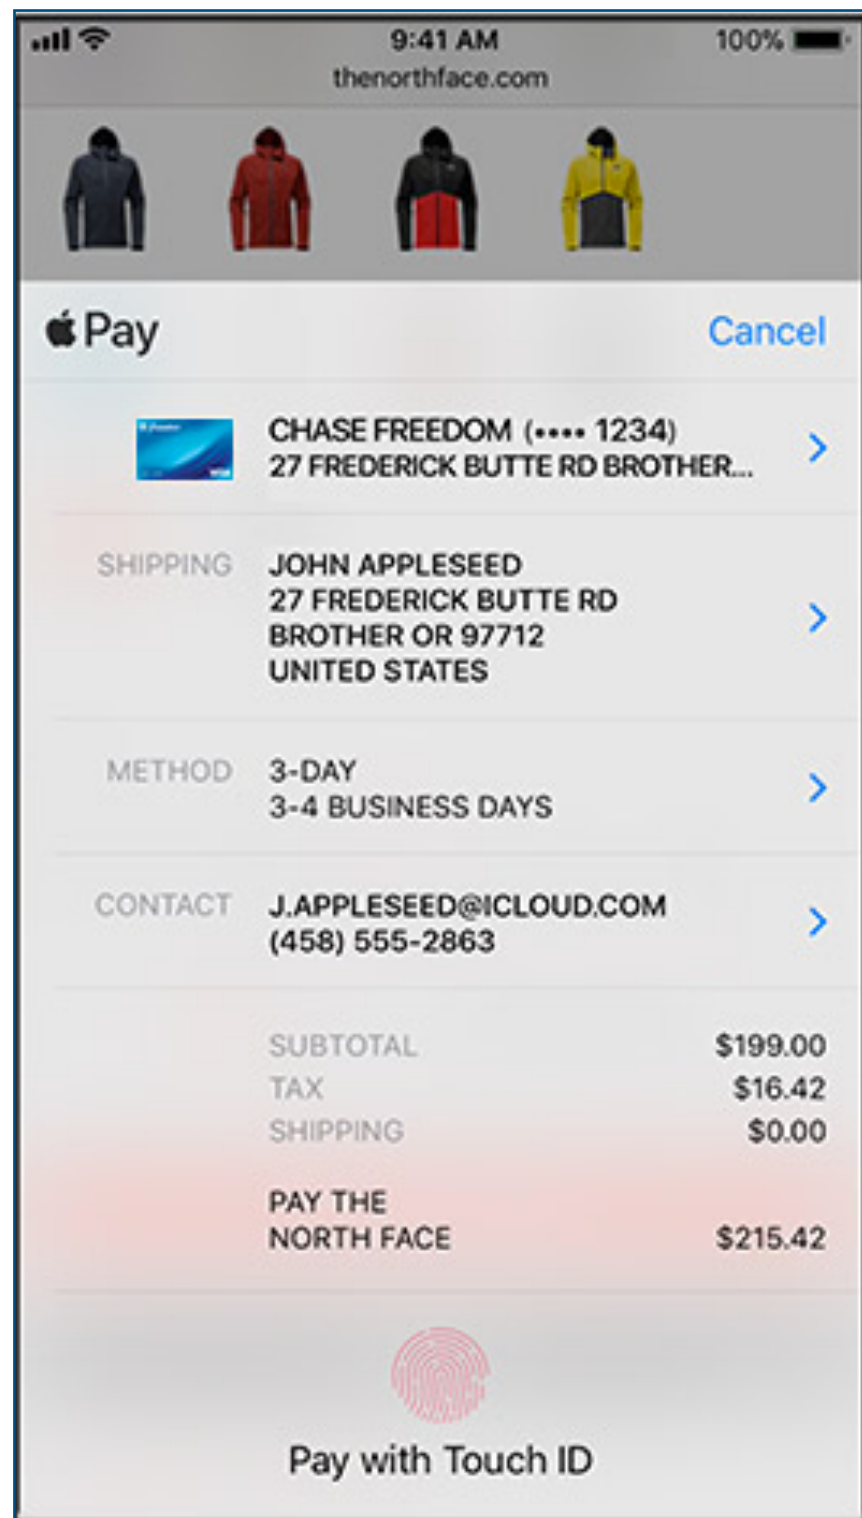 9:41 AM
100%
thenorthface.com
Pay
Cancel
CHASE FREEDOM (•••• 1234)
27 FREDERICK BUTTE RD BROTHER...
SHIPPING
JOHN APPLESEED
27 FREDERICK BUTTE RD
BROTHER OR 97712
UNITED STATES
METHOD
3-DAY
3-4 BUSINESS DAYS
CONTACT
J.APPLESEED@ICLOUD.COM
(458) 555-2863
SUBTOTAL $199.00
TAX $16.42
SHIPPING $0.00
PAY THE
NORTH FACE $215.42
Pay with Touch ID